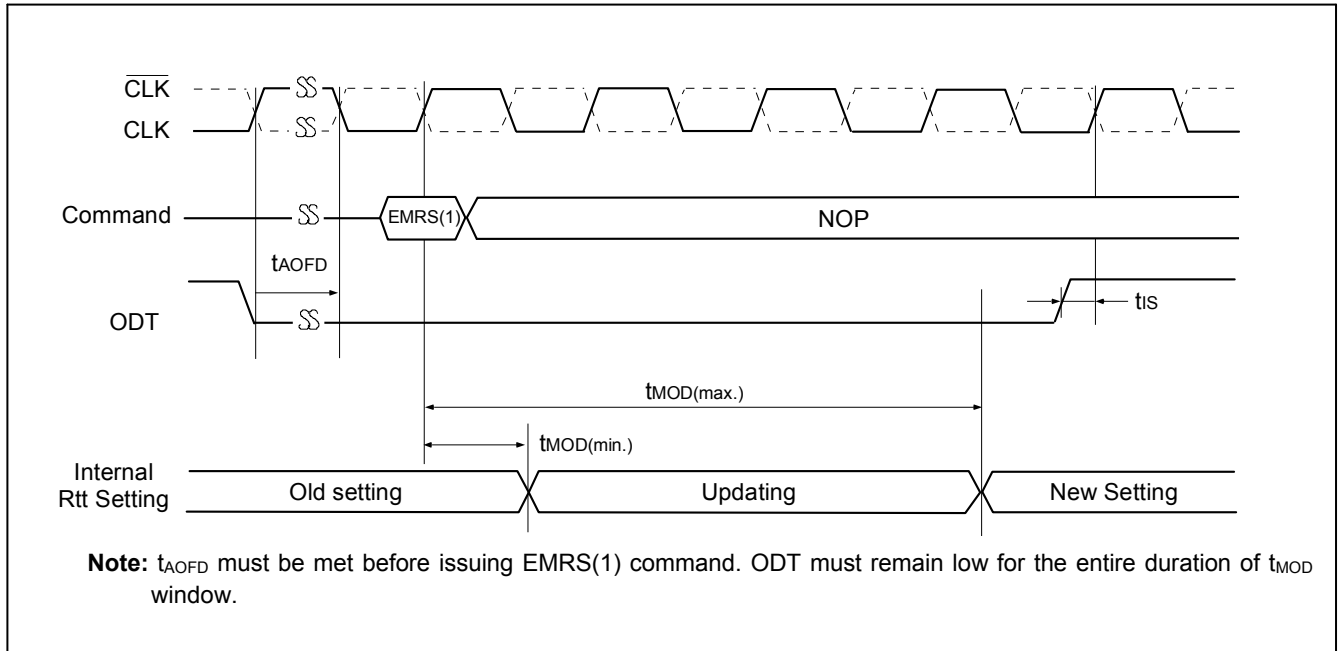 CLK
CLK
Command
EMRS(1)
NOP
tAOFD
ODT
tIS
tMOD(max.)
tMOD(min.)
Internal
Rtt Setting
Old setting
Updating
New Setting
Note: tAOFD must be met before issuing EMRS(1) command. ODT must remain low for the entire duration of tMOD
window.